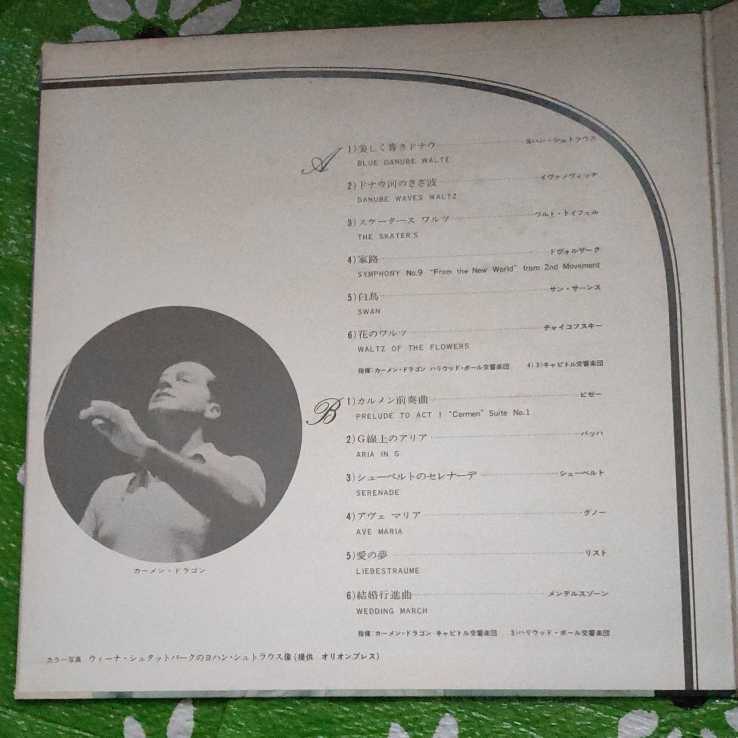 A
1) 美しく青きドナウ ヨハン・シュトラウス
BLUE DANUBE WALTZ
2) ドナウ河のさざ波 イヴァノヴィッチ
DANUBE WAVES WALTZ
3) スケータース ワルツ ワルト・トイフェル
THE SKATER'S
4) 家路 ドヴォルザーク
SYMPHONY No.9 "From the New World" from 2nd Movement
5) 白鳥 サン・サーンス
SWAN
6) 花のワルツ チャイコフスキー
WALTZ OF THE FLOWERS
指揮：カーメン・ドラゴン ハリウッド・ボール交響楽団 4) 5)キャピトル交響楽団
B
1) カルメン前奏曲 ビゼー
PRELUDE TO ACT I "Carmen" Suite No.1
2) G線上のアリア バッハ
ARIA IN G
3) シューベルトのセレナーデ シューベルト
SERENADE
4) アヴェ マリア グノー
AVE MARIA
5) 愛の夢 リスト
LIEBESTRAUME
6) 結婚行進曲 メンデルスゾーン
WEDDING MARCH
指揮：カーメン・ドラゴン キャピトル交響楽団 3)ハリウッド・ボール交響楽団
カーメン・ドラゴン
カラー写真 ウィーナ・シュタットパークのヨハン・シュトラウス像(提供 オリオンプレス)